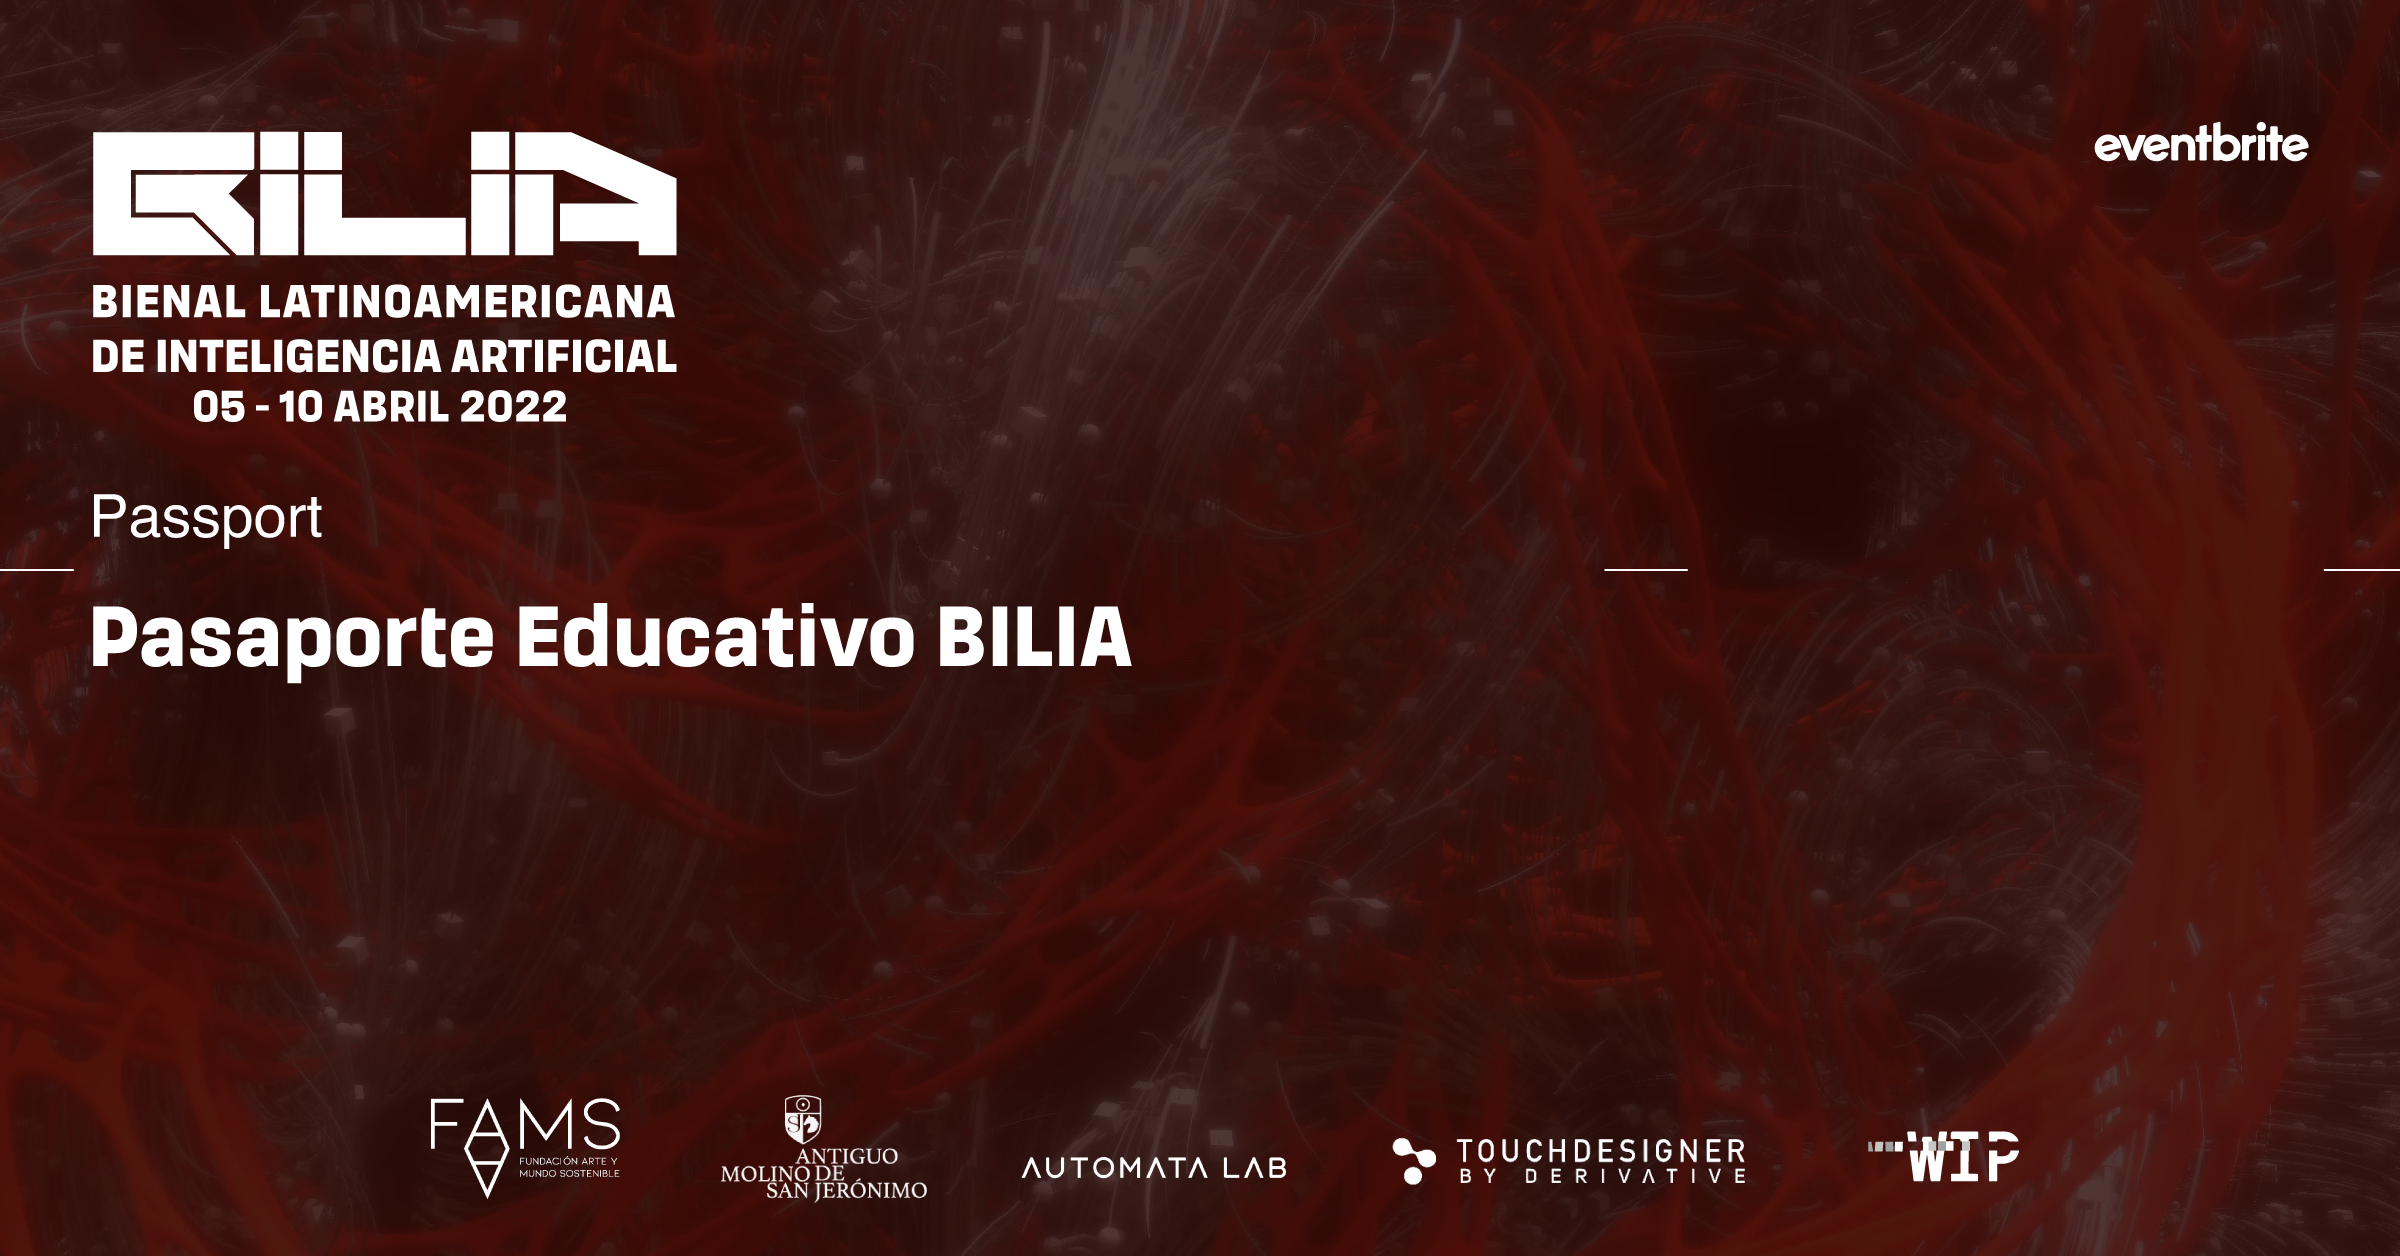 BILIA
eventbrite
BIENAL LATINOAMERICANA
DE INTELIGENCIA ARTIFICIAL
05 - 10 ABRIL 2022
Passport
Pasaporte Educativo BILIA
FAMS
FUNDACIÓN ARTE Y
MUNDO SOSTENIBLE
SJ
ANTIGUO
MOLINO DE
SAN JERÓNIMO
AUTOMATA LAB
TOUCHDESIGNER
BY DERIVATIVE
WIP